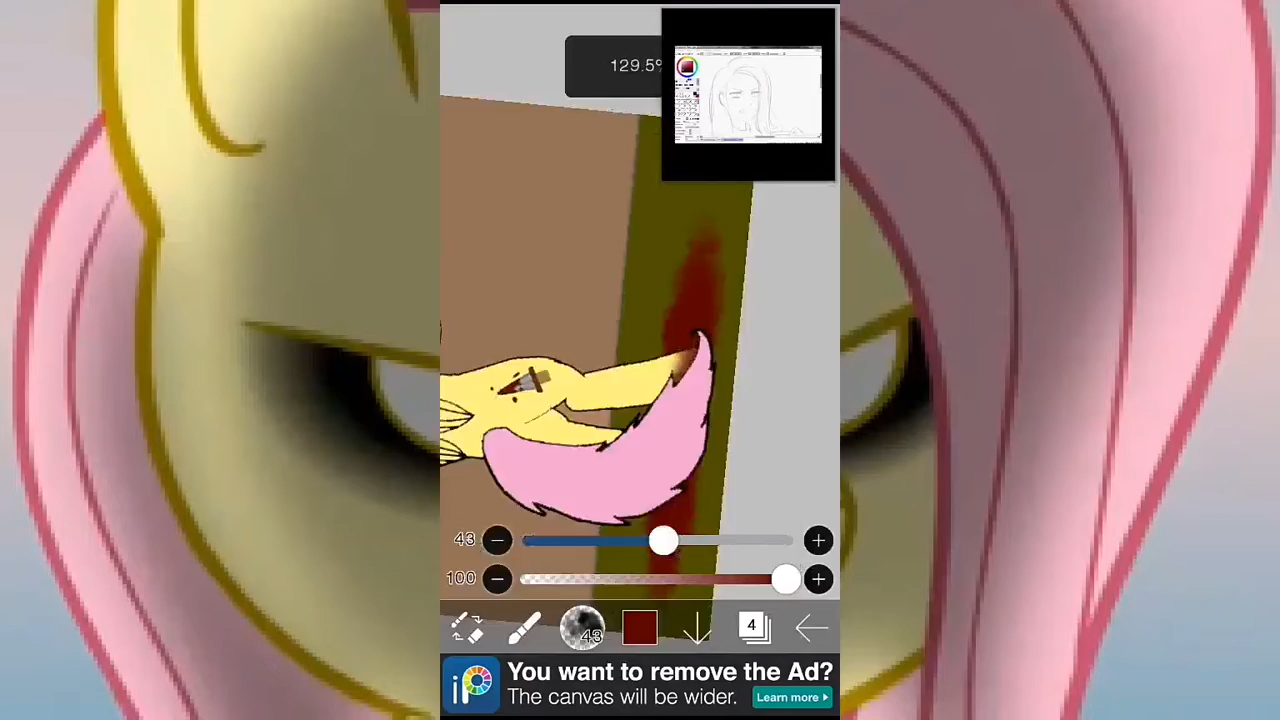 129.5%
43
100
43
4
You want to remove the Ad?
The canvas will be wider.
Learn more